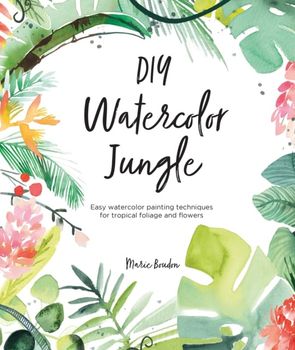 DIY
Watercolor
Jungle
Easy watercolor painting techniques
for tropical foliage and flowers
Marie Boudon